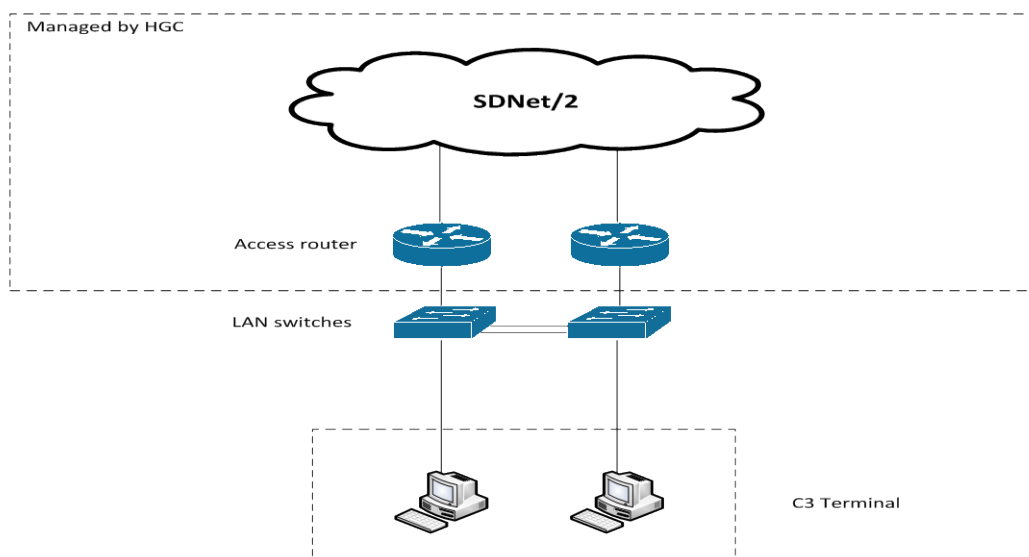 Managed by HGC
SDNet/2
Access router
LAN switches
C3 Terminal